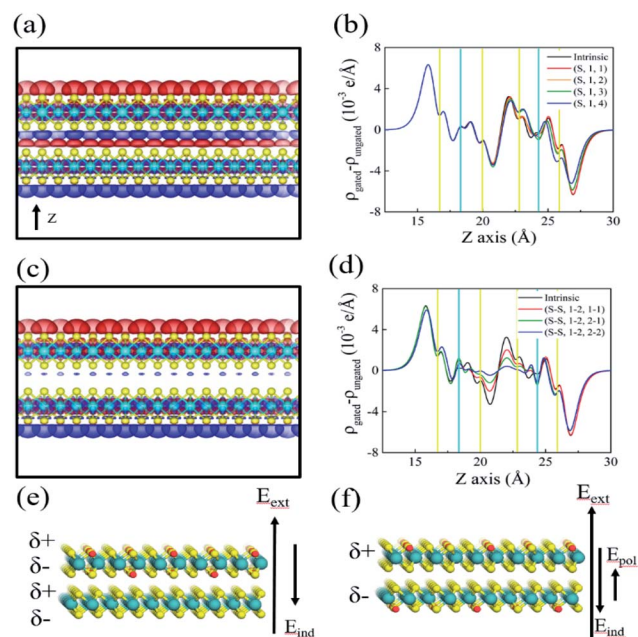 (a)
Z
(b)
ρgated-ρungated (10⁻³ e/Å)
8
4
0
-4
-8
15
20
25
30
Z axis (Å)
Intrinsic
(S, 1, 1)
(S, 1, 2)
(S, 1, 3)
(S, 1, 4)
(c)
(d)
ρgated-ρungated (10⁻³ e/Å)
8
4
0
-4
-8
15
20
25
30
Z axis (Å)
Intrinsic
(S-S, 1-2, 1-1)
(S-S, 1-2, 2-1)
(S-S, 1-2, 2-2)
(e)
Eext
δ+
δ-
δ+
δ-
Eind
(f)
Eext
δ+
Epol
δ-
Eind